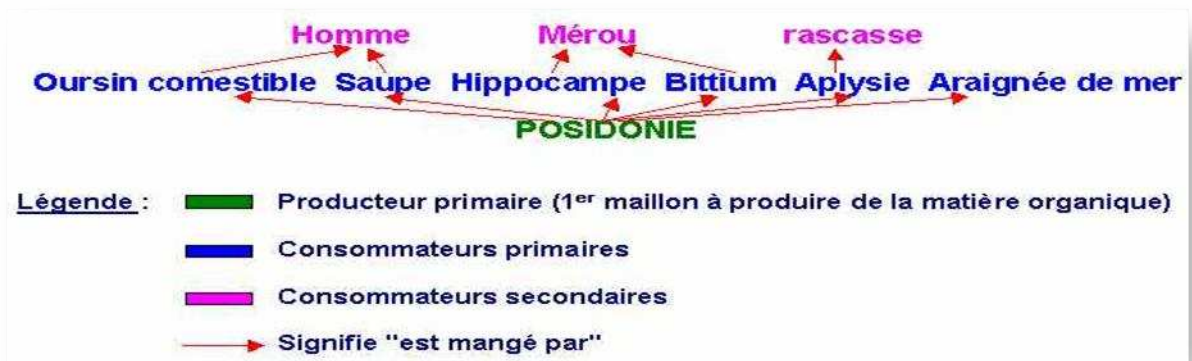 Homme Mérou rascasse
Oursin comestible Saupe Hippocampe Bittium Aplysie Araignée de mer
POSIDONIE
Légende : Producteur primaire (1er maillon à produire de la matière organique)
Consommateurs primaires
Consommateurs secondaires
Signifie "est mangé par"